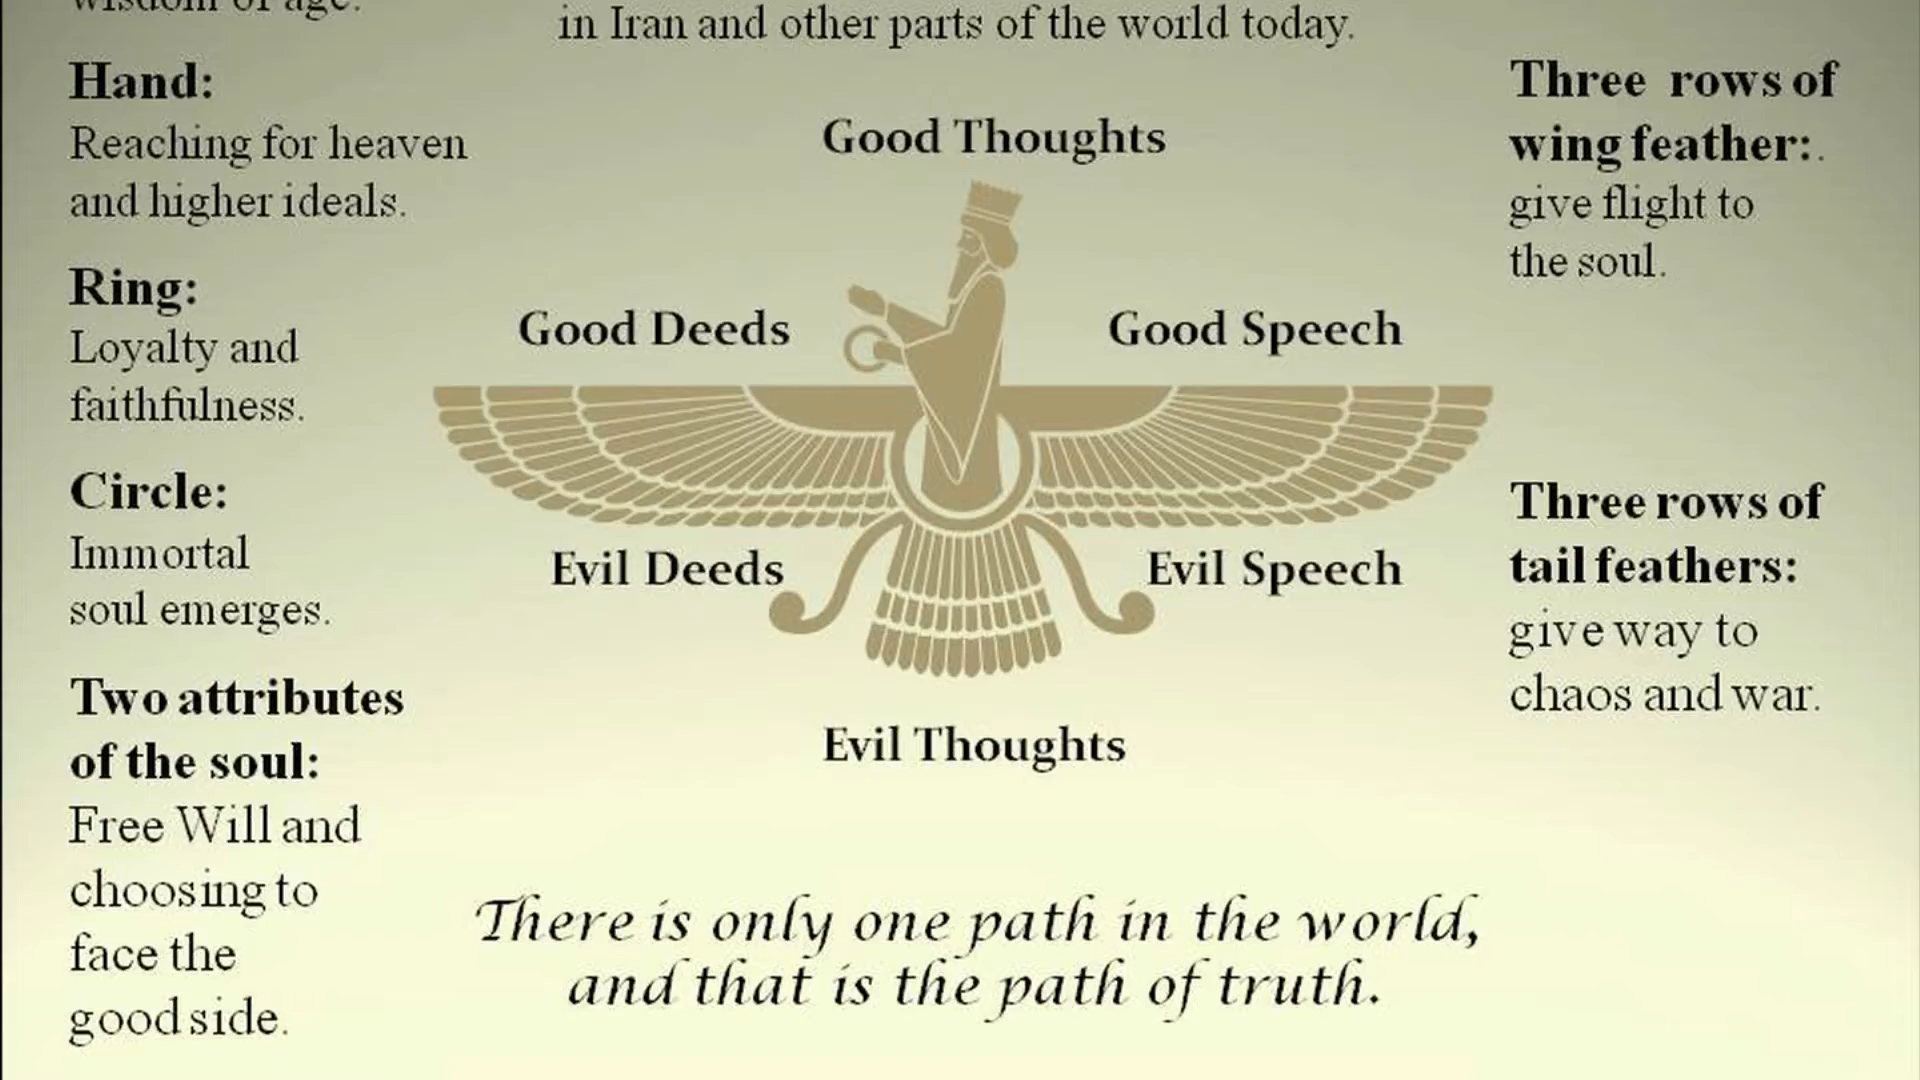 wisdom of age.
in Iran and other parts of the world today.
Hand:
Reaching for heaven
and higher ideals.
Ring:
Loyalty and
faithfulness.
Circle:
Immortal
soul emerges.
Two attributes
of the soul:
Free Will and
choosing to
face the
good side.
Good Thoughts
Good Deeds
Good Speech
Evil Deeds
Evil Speech
Evil Thoughts
There is only one path in the world,
and that is the path of truth.
Three rows of
wing feather:.
give flight to
the soul.
Three rows of
tail feathers:
give way to
chaos and war.